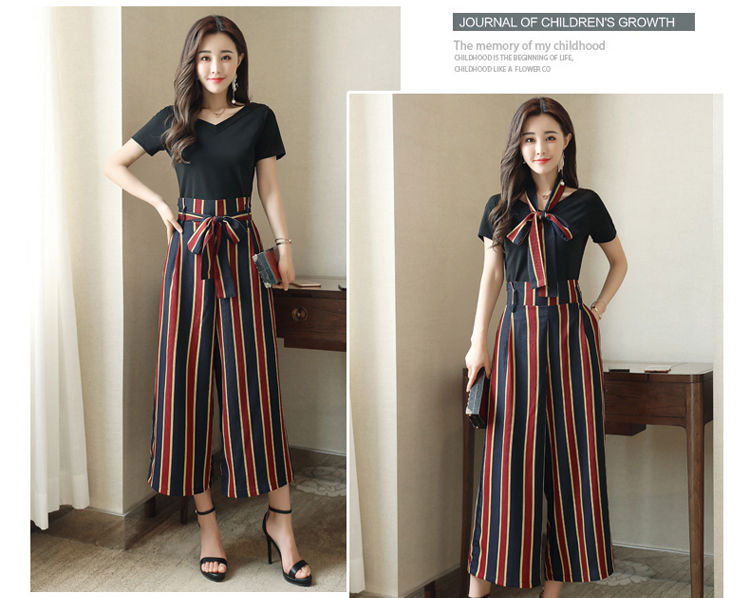 JOURNAL OF CHILDREN'S GROWTH
The memory of my childhood
CHILDHOOD IS THE BEGINNING OF LIFE,
CHILDHOOD LIKE A FLOWER CO